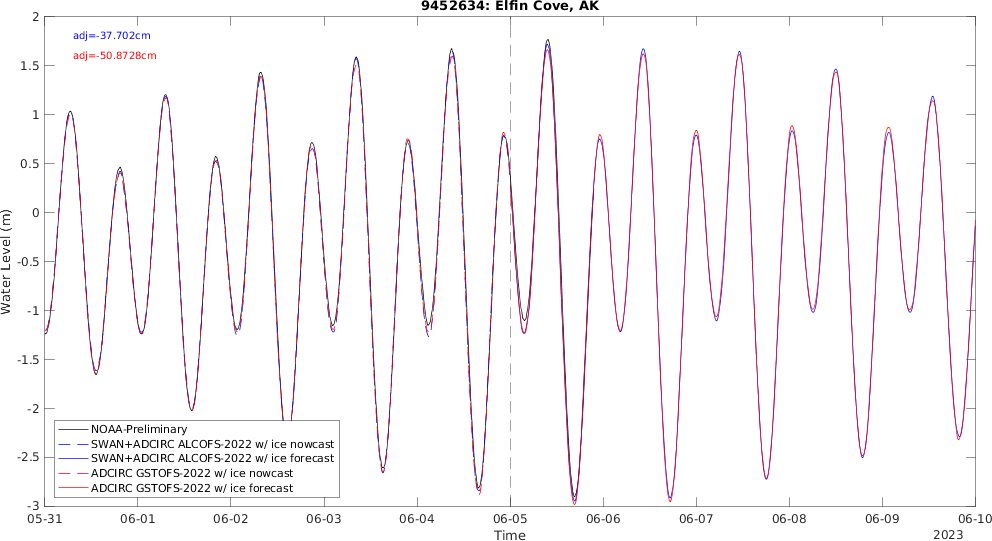 9452634: Elfin Cove, AK
adj=-37.702cm
adj=-50.8728cm
Water Level (m)
2
1.5
1
0.5
0
-0.5
-1
-1.5
-2
-2.5
-3
NOAA-Preliminary
SWAN+ADCIRC ALCOFS-2022 w/ ice nowcast
SWAN+ADCIRC ALCOFS-2022 w/ ice forecast
ADCIRC GSTOFS-2022 w/ ice nowcast
ADCIRC GSTOFS-2022 w/ ice forecast
05-31 06-01 06-02 06-03 06-04 06-05 06-06 06-07 06-08 06-09 06-10
Time
2023